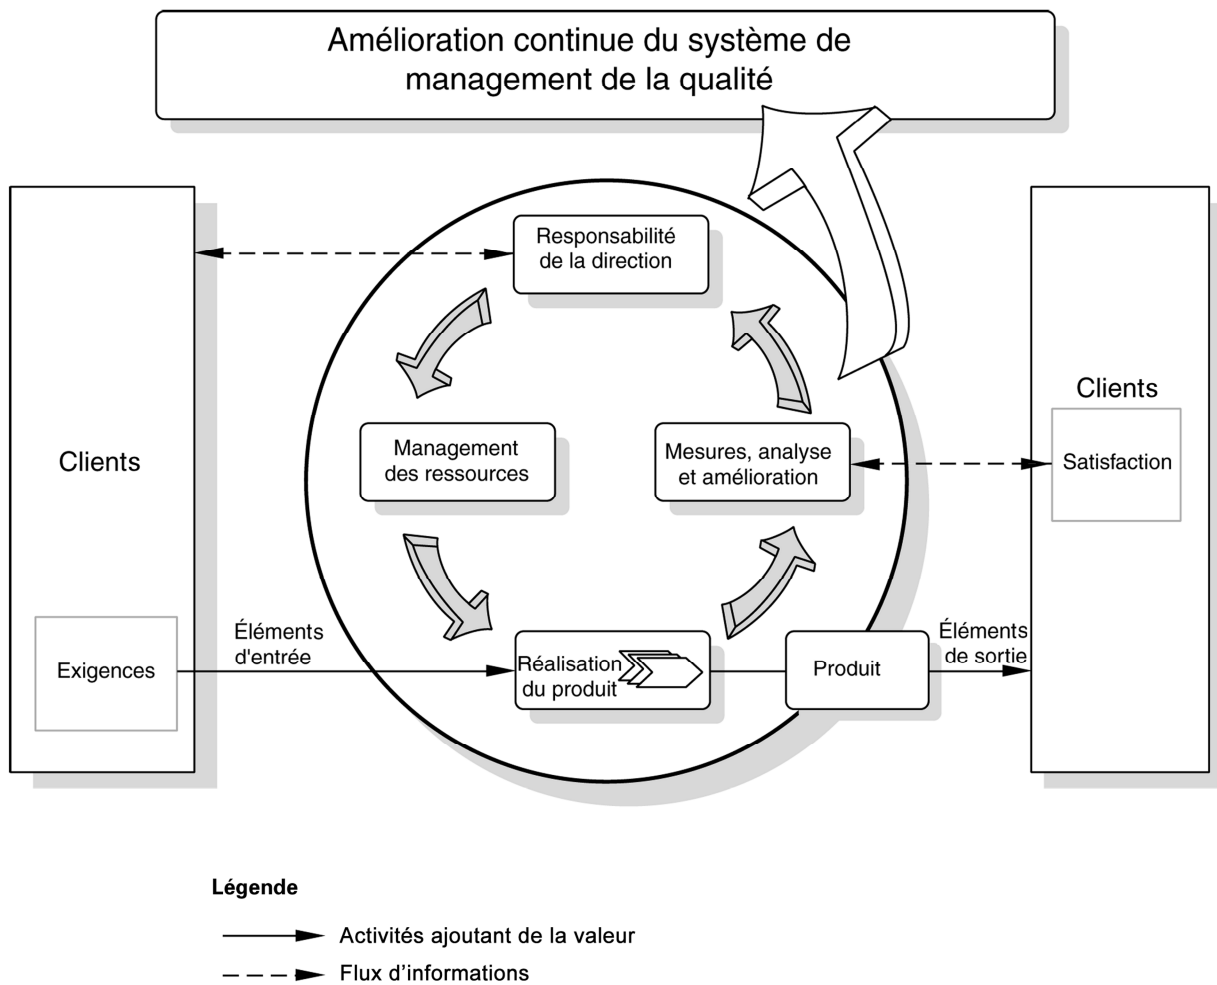 Amélioration continue du système de
management de la qualité
Responsabilité
de la direction
Clients
Clients
Management
des ressources
Mesures, analyse
et amélioration
Satisfaction
Exigences
Éléments
d'entrée
Réalisation
du produit
Produit
Éléments
de sortie
Légende
Activités ajoutant de la valeur
Flux d'informations